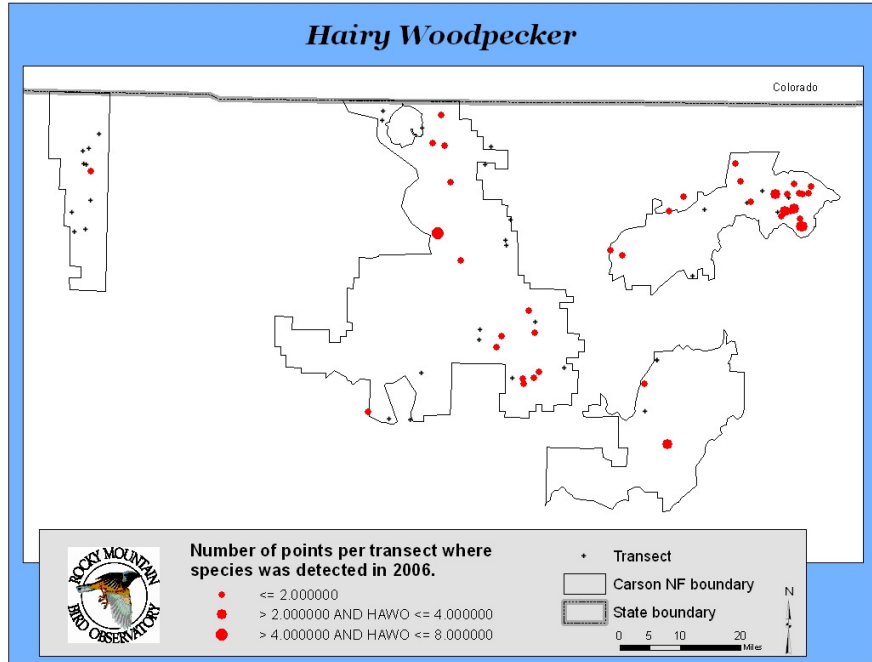 Hairy Woodpecker
Colorado
ROCKY MOUNTAIN
BIRD OBSERVATORY
Number of points per transect where
species was detected in 2006.
<= 2.000000
> 2.000000 AND HAWO <= 4.000000
> 4.000000 AND HAWO <= 8.000000
Transect
Carson NF boundary
State boundary
N
0 5 10 20
Miles